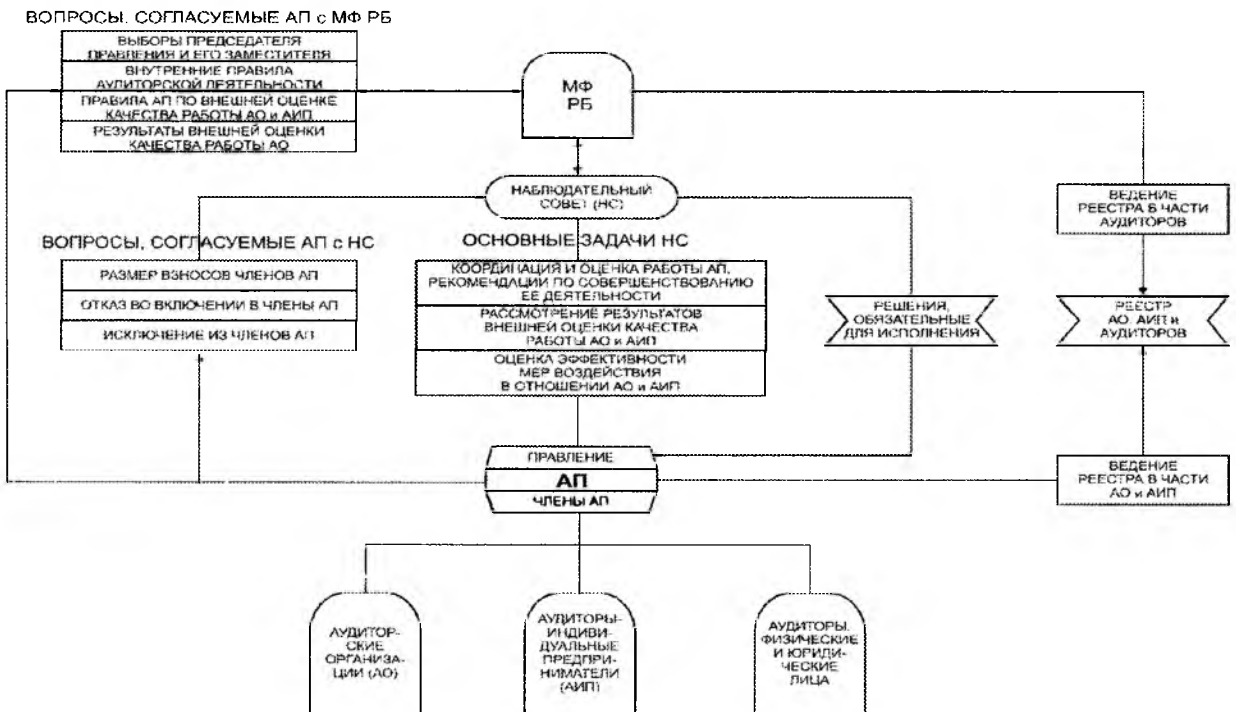 ВОПРОСЫ, СОГЛАСУЕМЫЕ АП с МФ РБ
ВЫБОРЫ ПРЕДСЕДАТЕЛЯ
ПРАВЛЕНИЯ И ЕГО ЗАМЕСТИТЕЛЯ
ВНУТРЕННИЕ ПРАВИЛА
АУДИТОРСКОЙ ДЕЯТЕЛЬНОСТИ
ПРАВИЛА АП ПО ВНЕШНЕЙ ОЦЕНКЕ
КАЧЕСТВА РАБОТЫ АО и АИП
РЕЗУЛЬТАТЫ ВНЕШНЕЙ ОЦЕНКИ
КАЧЕСТВА РАБОТЫ АО
МФ
РБ
НАБЛЮДАТЕЛЬНЫЙ
СОВЕТ (НС)
ВОПРОСЫ, СОГЛАСУЕМЫЕ АП с НС
РАЗМЕР ВЗНОСОВ ЧЛЕНОВ АП
ОТКАЗ ВО ВКЛЮЧЕНИИ В ЧЛЕНЫ АП
ИСКЛЮЧЕНИЕ ИЗ ЧЛЕНОВ АП
ОСНОВНЫЕ ЗАДАЧИ НС
КООРДИНАЦИЯ И ОЦЕНКА РАБОТЫ АП,
РЕКОМЕНДАЦИИ ПО СОВЕРШЕНСТВОВАНИЮ
ЕЕ ДЕЯТЕЛЬНОСТИ
РАССМОТРЕНИЕ РЕЗУЛЬТАТОВ
ВНЕШНЕЙ ОЦЕНКИ КАЧЕСТВА
РАБОТЫ АО и АИП
ОЦЕНКА ЭФФЕКТИВНОСТИ
МЕР ВОЗДЕЙСТВИЯ
В ОТНОШЕНИИ АО и АИП
РЕШЕНИЯ,
ОБЯЗАТЕЛЬНЫЕ
ДЛЯ ИСПОЛНЕНИЯ
ВЕДЕНИЕ
РЕЕСТРА В ЧАСТИ
АУДИТОРОВ
РЕЕСТР
АО, АИП и
АУДИТОРОВ
ВЕДЕНИЕ
РЕЕСТРА В ЧАСТИ
АО и АИП
ПРАВЛЕНИЕ
АП
ЧЛЕНЫ АП
АУДИТОР-
СКИЕ
ОРГАНИЗА-
ЦИИ (АО)
АУДИТОРЫ-
ИНДИВИ-
ДУАЛЬНЫЕ
ПРЕДПРИ-
НИМАТЕЛИ
(АИП)
АУДИТОРЫ,
ФИЗИЧЕСКИЕ
И ЮРИДИ-
ЧЕСКИЕ
ЛИЦА